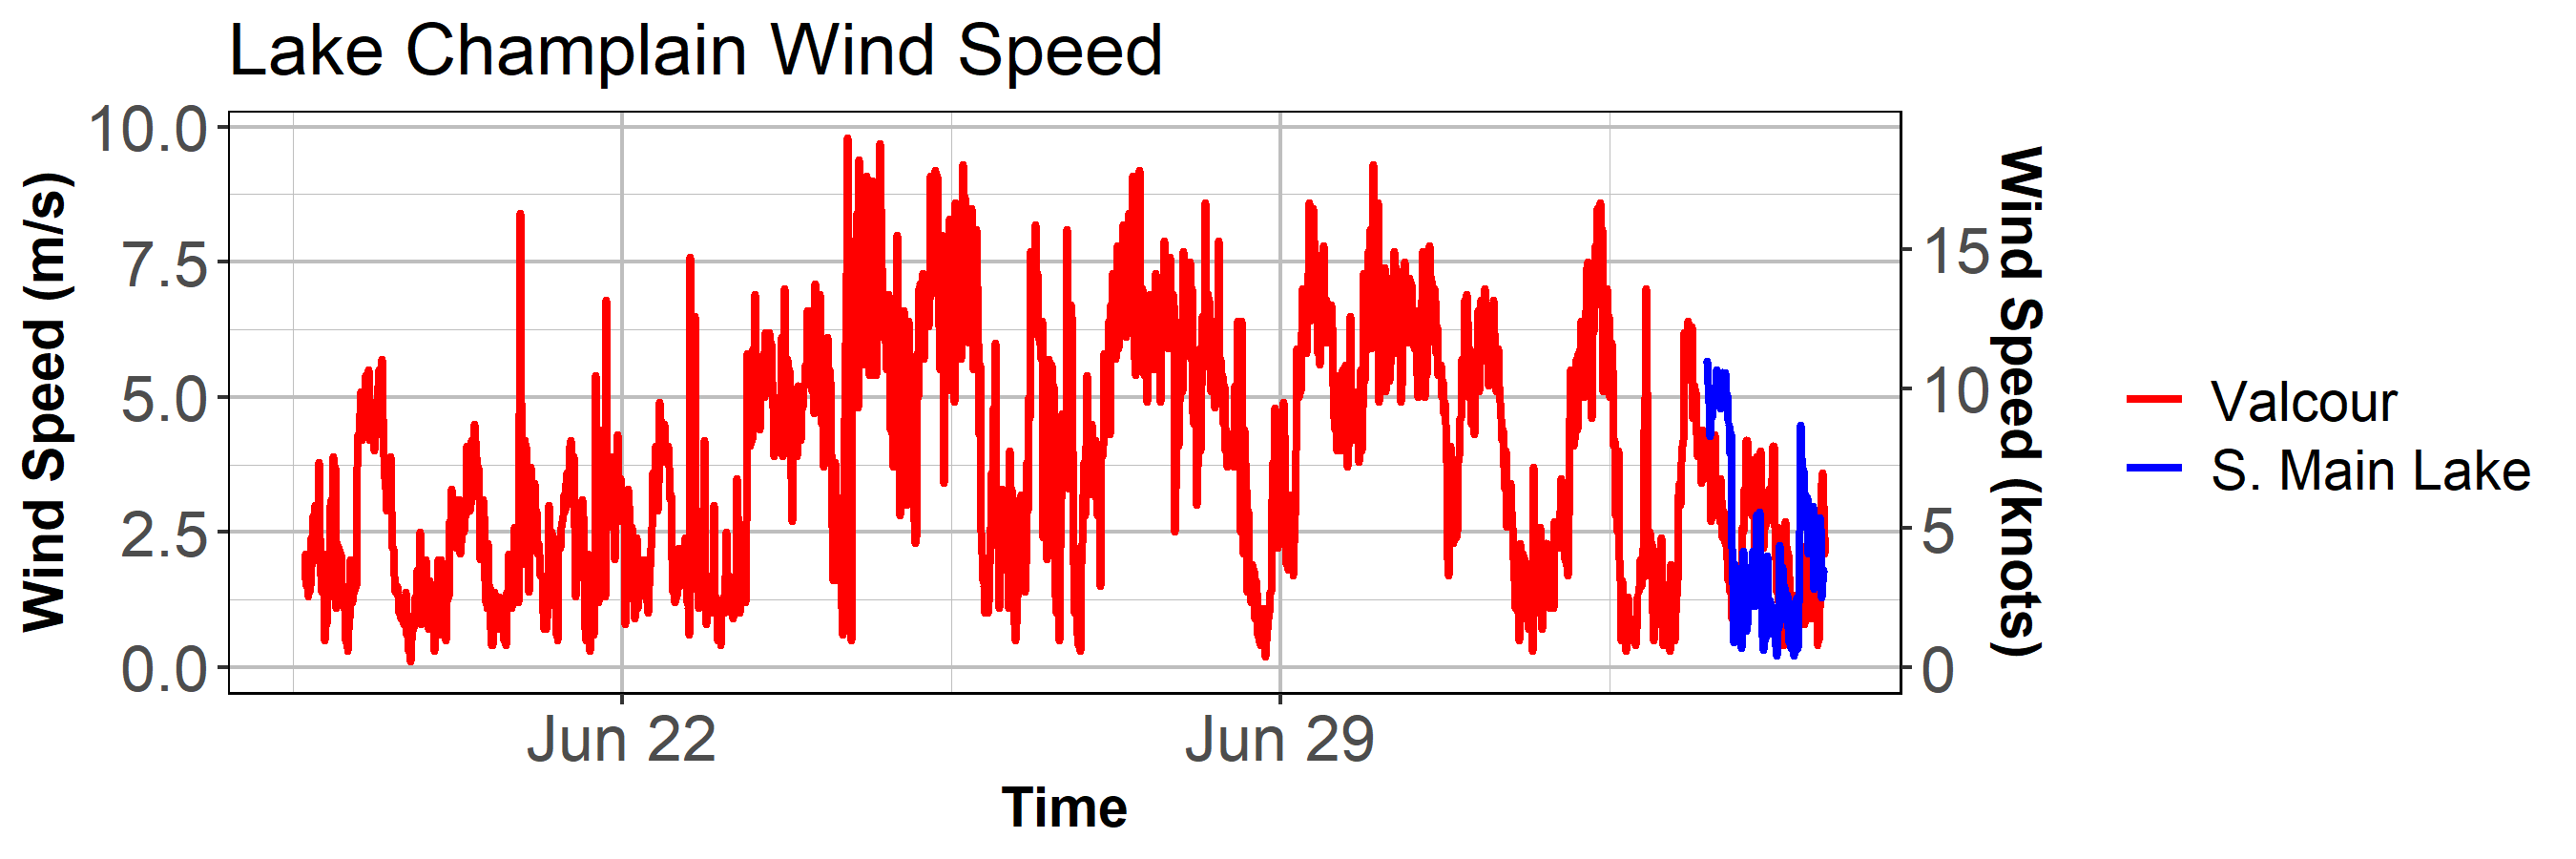 Lake Champlain Wind Speed
Wind Speed (m/s)
10.0
7.5
5.0
2.5
0.0
Jun 22
Jun 29
Time
15
10
5
0
Wind Speed (knots)
Valcour
S. Main Lake